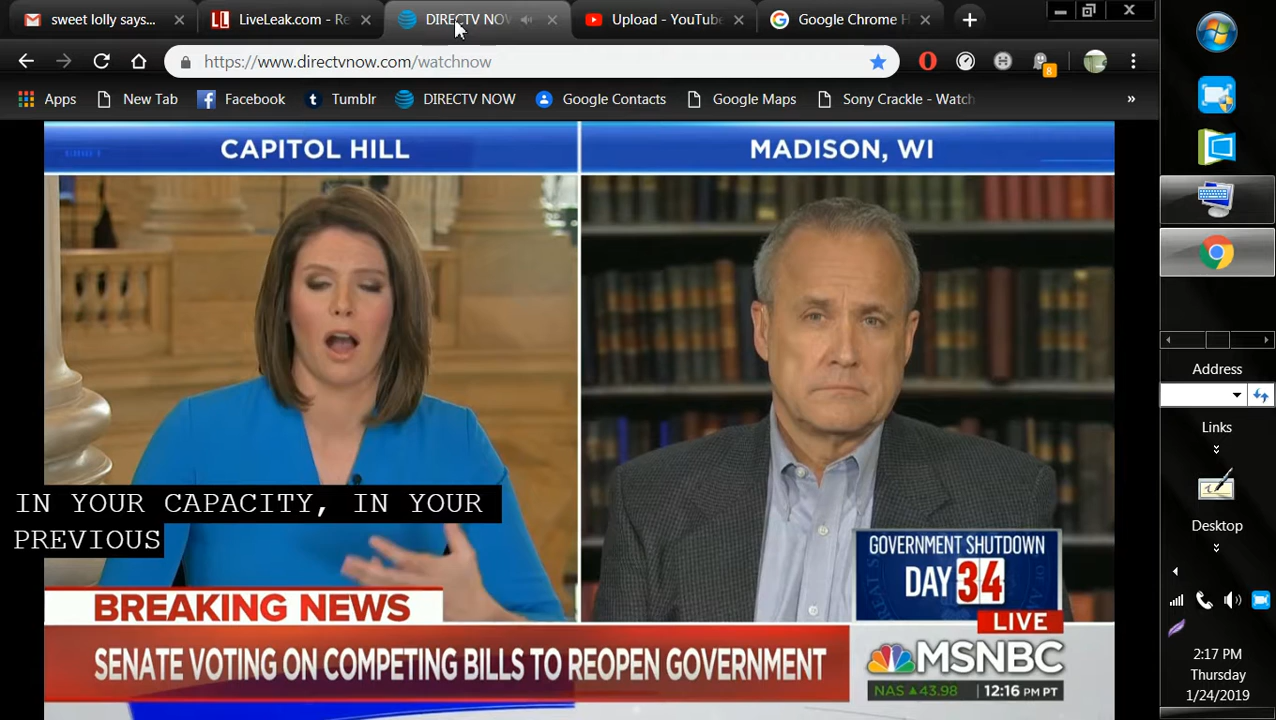 sweet lolly says...
LiveLeak.com - Re
DIRECTV NOV
Upload - YouTube
Google Chrome H
https://www.directvnow.com/watchnow
8
Apps
New Tab
Facebook
Tumblr
DIRECTV NOW
Google Contacts
Google Maps
Sony Crackle - Watch
»
CAPITOL HILL
MADISON, WI
IN YOUR CAPACITY, IN YOUR
PREVIOUS
GOVERNMENT SHUTDOWN
DAY 34
LIVE
BREAKING NEWS
SENATE VOTING ON COMPETING BILLS TO REOPEN GOVERNMENT
MSNBC
NAS ▲43.98
12:16 PM PT
Address
Links
Desktop
2:17 PM
Thursday
1/24/2019